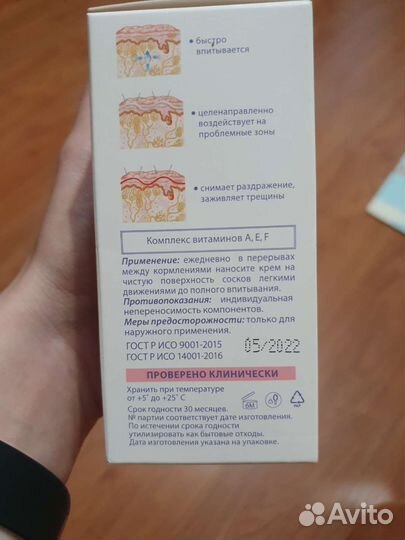 • быстро
впитывается
• целенаправленно
воздействует на
проблемные зоны
• снимает раздражение,
заживляет трещины
Комплекс витаминов A, E, F
Применение: ежедневно в перерывах
между кормлениями наносите крем на
чистую поверхность сосков легкими
движениями до полного впитывания.
Противопоказания: индивидуальная
непереносимость компонентов.
Меры предосторожности: только для
наружного применения.
ГОСТ Р ИСО 9001-2015
ГОСТ Р ИСО 14001-2016
05/2022
ПРОВЕРЕНО КЛИНИЧЕСКИ
Хранить при температуре
от +5˚ до +25˚ С
Срок годности 30 месяцев.
№ партии соответствует дате изготовления.
По истечении срока годности
утилизировать как бытовые отходы.
Дата изготовления указана на упаковке.
Avito